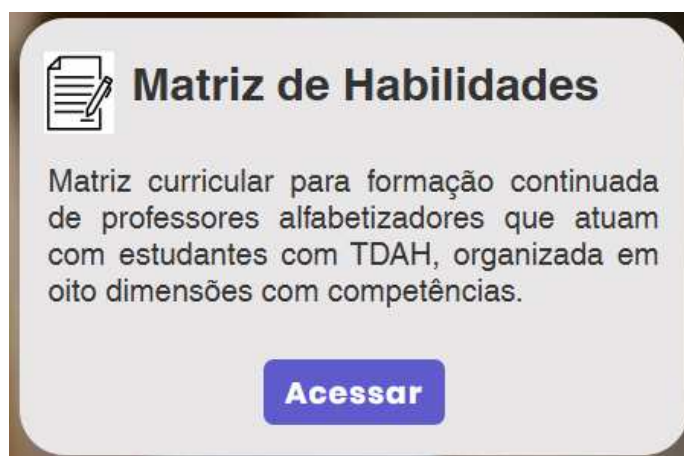 Matriz de Habilidades
Matriz curricular para formação continuada
de professores alfabetizadores que atuam
com estudantes com TDAH, organizada em
oito dimensões com competências.
Acessar